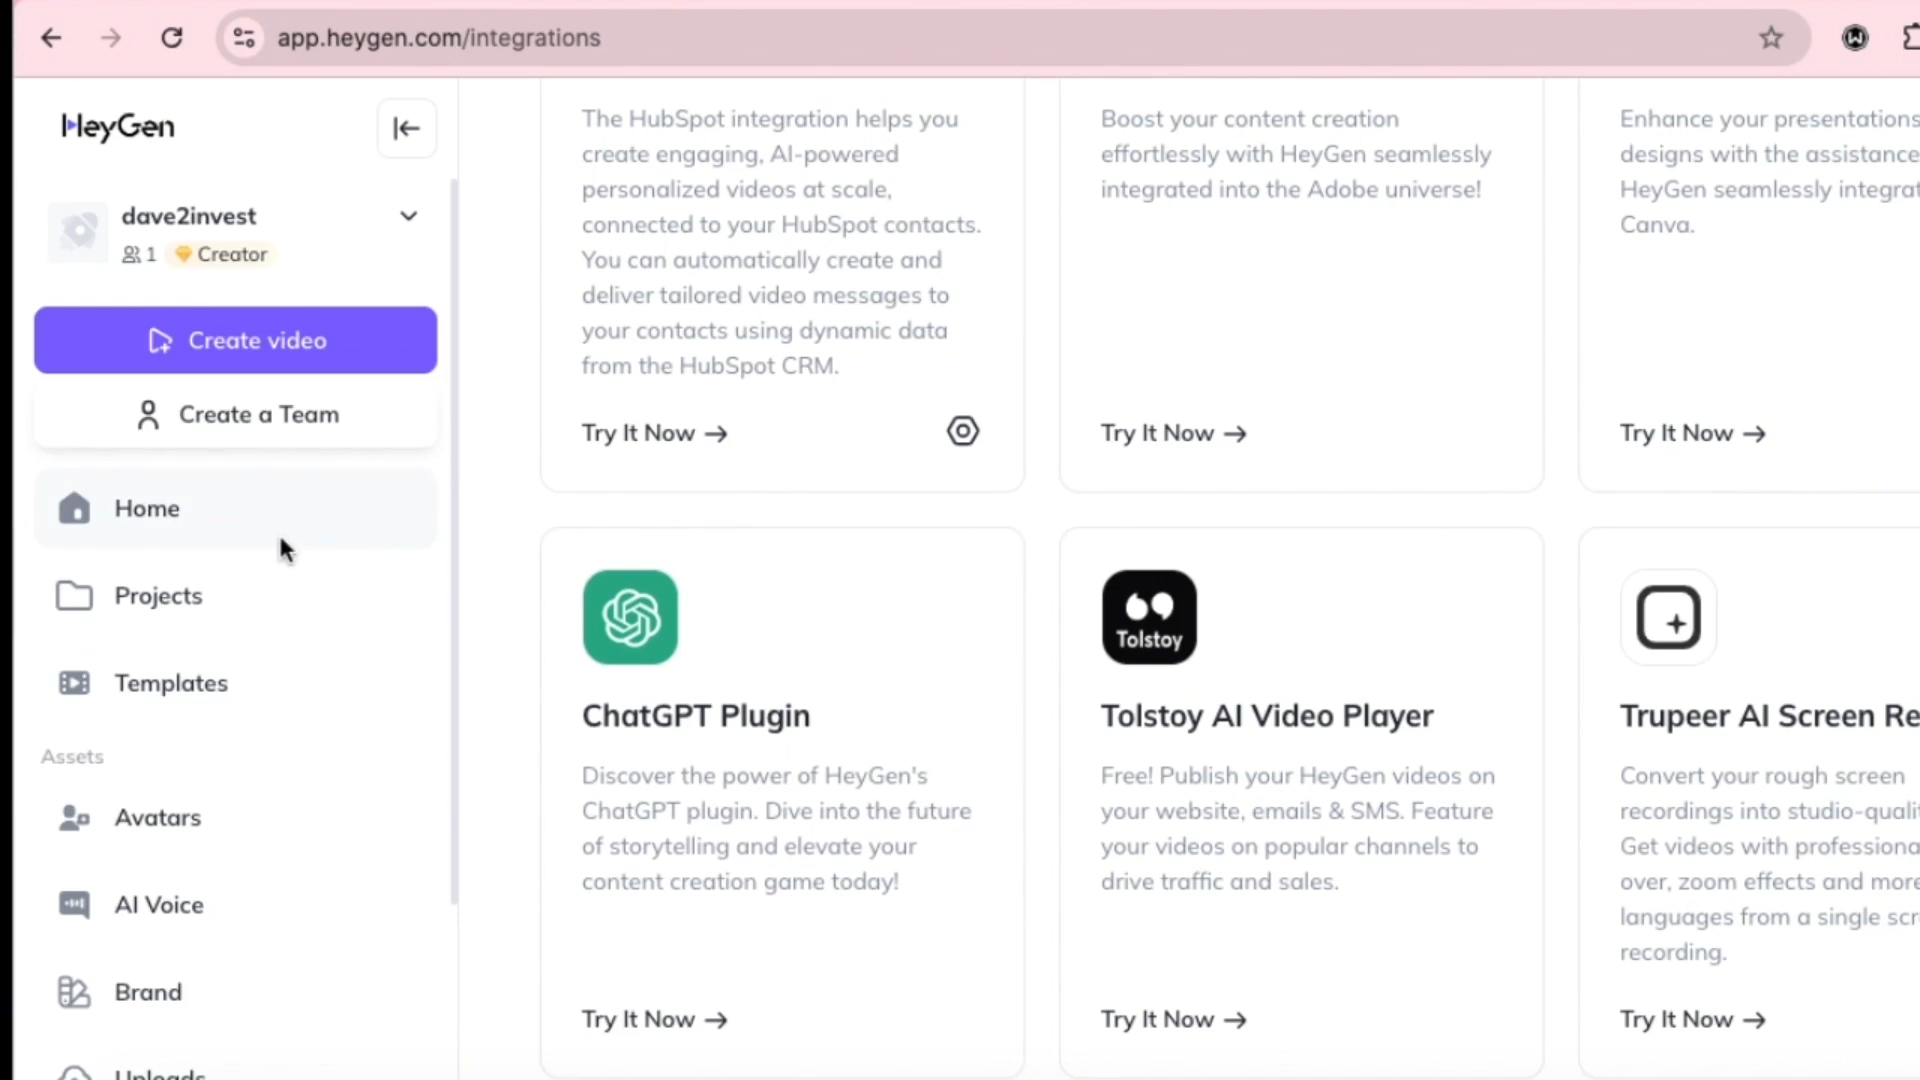 app.heygen.com/integrations
HeyGen
dave2invest
1 Creator
Create video
Create a Team
Home
Projects
Templates
Assets
Avatars
AI Voice
Brand
Uploads
The HubSpot integration helps you
create engaging, AI-powered
personalized videos at scale,
connected to your HubSpot contacts.
You can automatically create and
deliver tailored video messages to
your contacts using dynamic data
from the HubSpot CRM.
Try It Now →
Boost your content creation
effortlessly with HeyGen seamlessly
integrated into the Adobe universe!
Try It Now →
Enhance your presentations
designs with the assistance
HeyGen seamlessly integrat
Canva.
Try It Now →
ChatGPT Plugin
Discover the power of HeyGen's
ChatGPT plugin. Dive into the future
of storytelling and elevate your
content creation game today!
Try It Now →
Tolstoy
Tolstoy AI Video Player
Free! Publish your HeyGen videos on
your website, emails & SMS. Feature
your videos on popular channels to
drive traffic and sales.
Try It Now →
Trupeer AI Screen Re
Convert your rough screen
recordings into studio-qualit
Get videos with professiona
over, zoom effects and more
languages from a single scr
recording.
Try It Now →